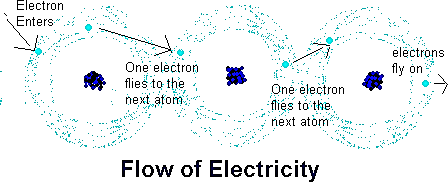 Electron
Enters
One electron
flies to the
next atom
One electron
flies to the
next atom
electrons
fly on
Flow of Electricity